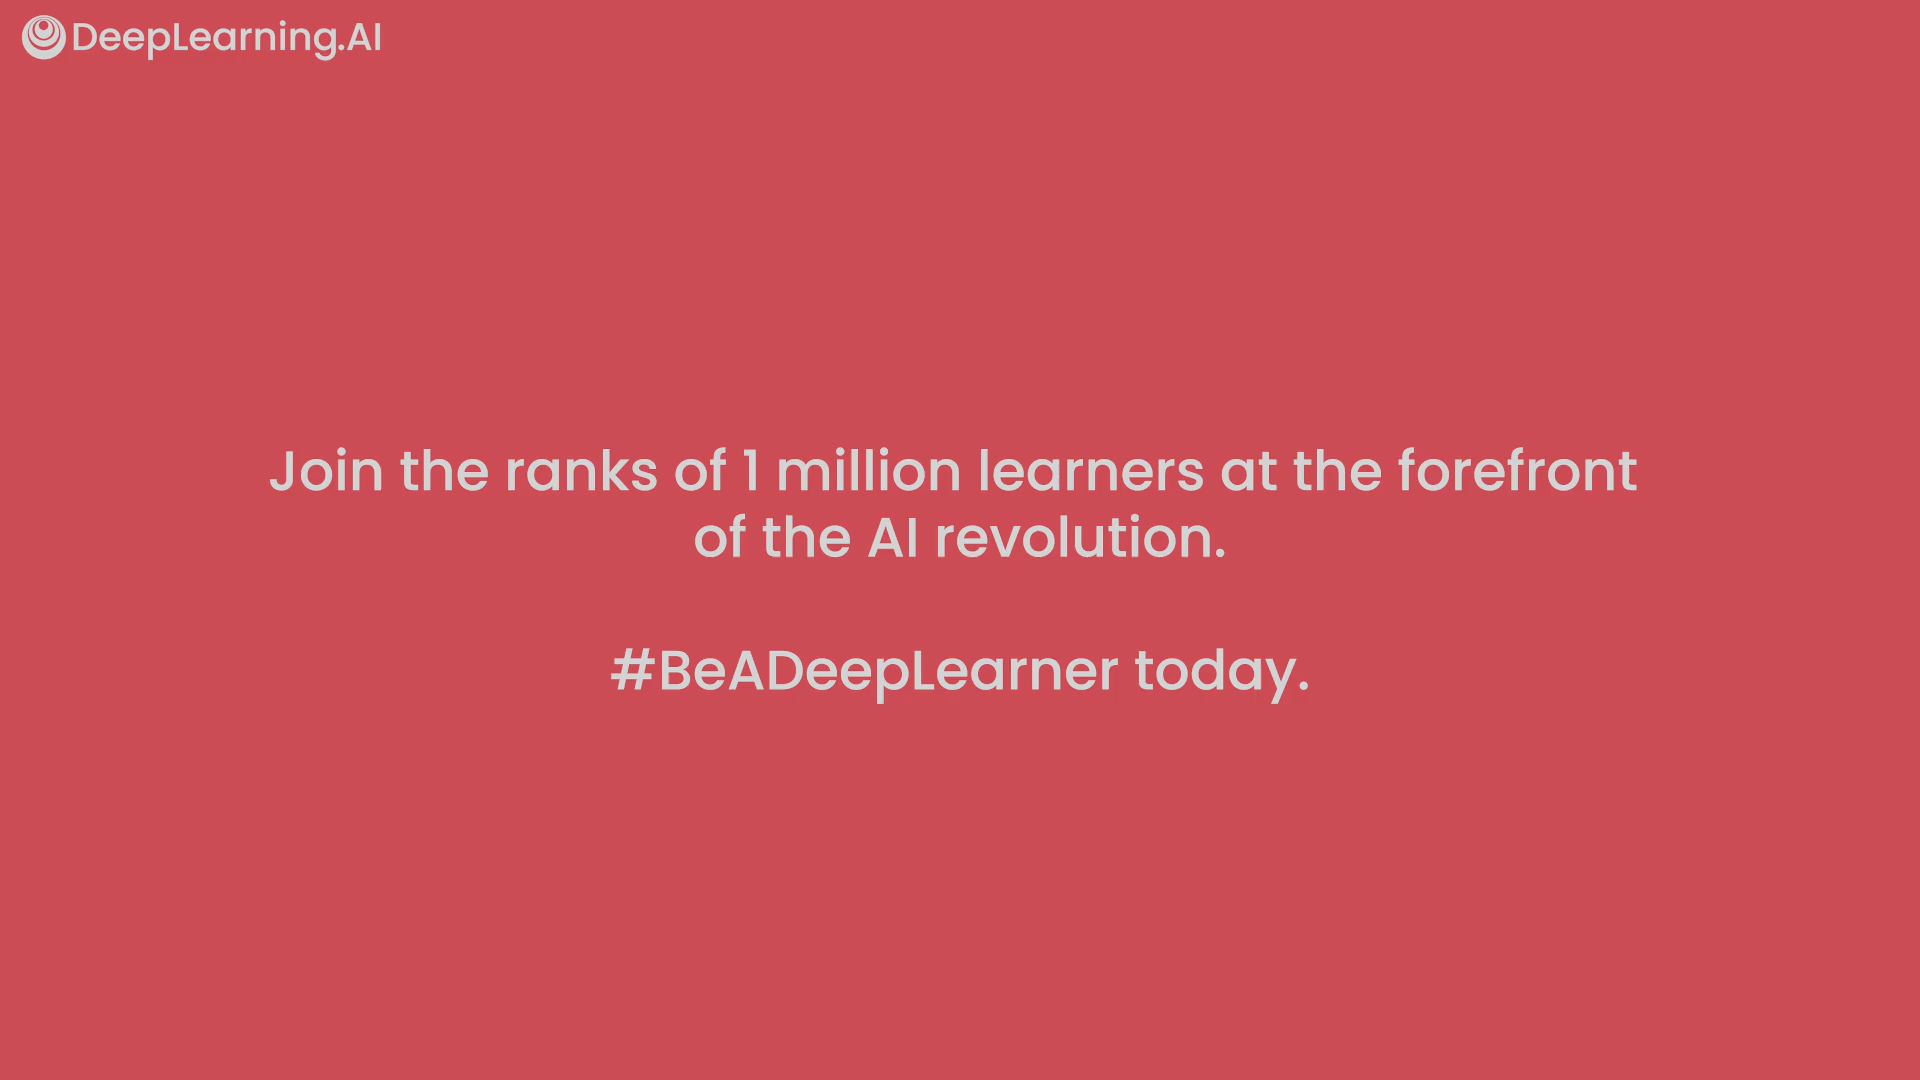 DeepLearning.AI
Join the ranks of 1 million learners at the forefront
of the AI revolution.
#BeADeepLearner today.